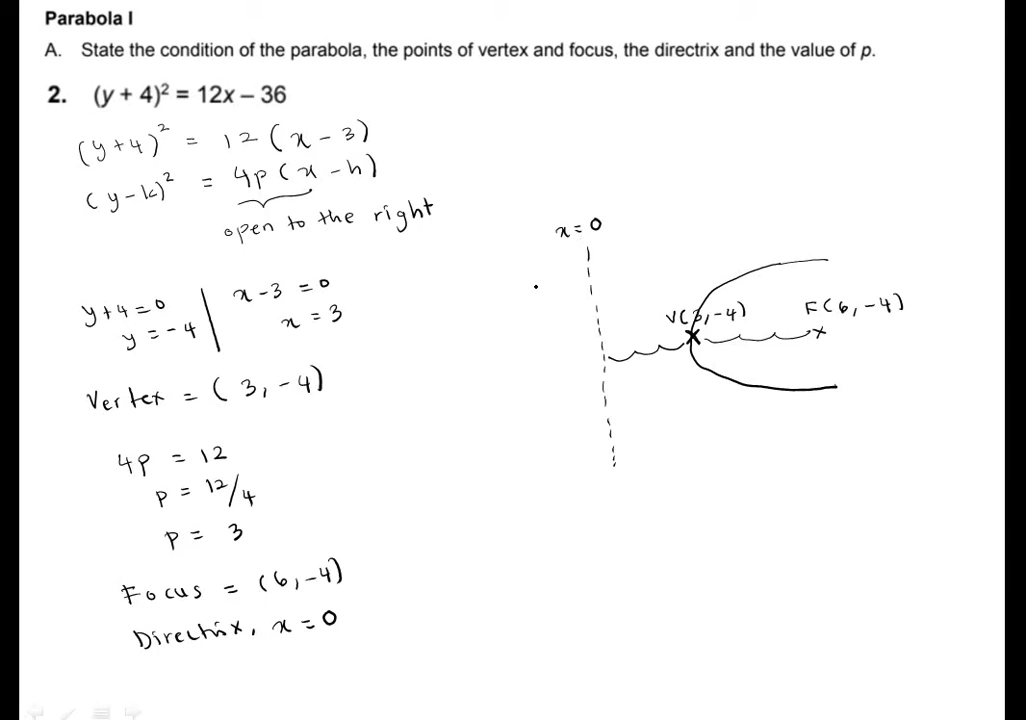 Parabola I
A. State the condition of the parabola, the points of vertex and focus, the directrix and the value of p.
2. (y + 4)² = 12x – 36
(y+4)² = 12(x-3)
(y-k)² = 4p(x-h)
open to the right
y+4=0
y=-4
x-3=0
x=3
Vertex = (3,-4)
4p = 12
p = 12/4
p = 3
Focus = (6,-4)
Directrix, x=0
x=0
V(3,-4)
F(6,-4)